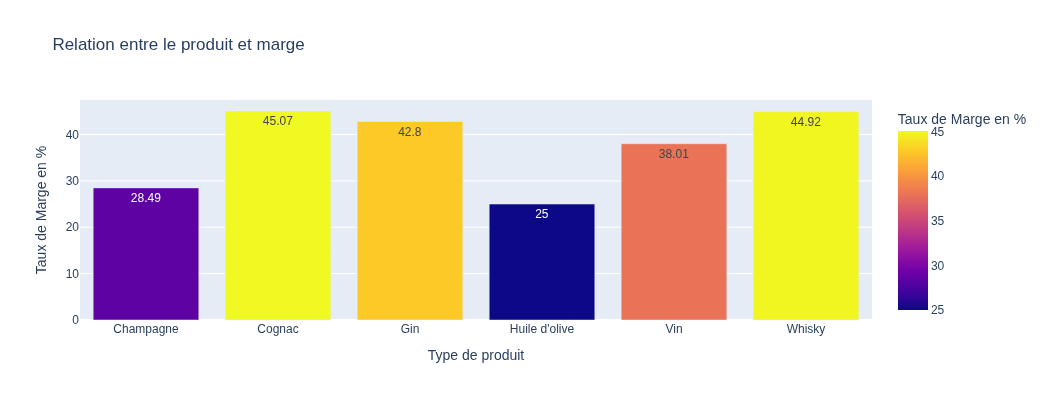 Relation entre le produit et marge
Taux de Marge en %
40
30
20
10
0
28.49
45.07
42.8
25
38.01
44.92
Champagne
Cognac
Gin
Huile d'olive
Vin
Whisky
Type de produit
Taux de Marge en %
45
40
35
30
25